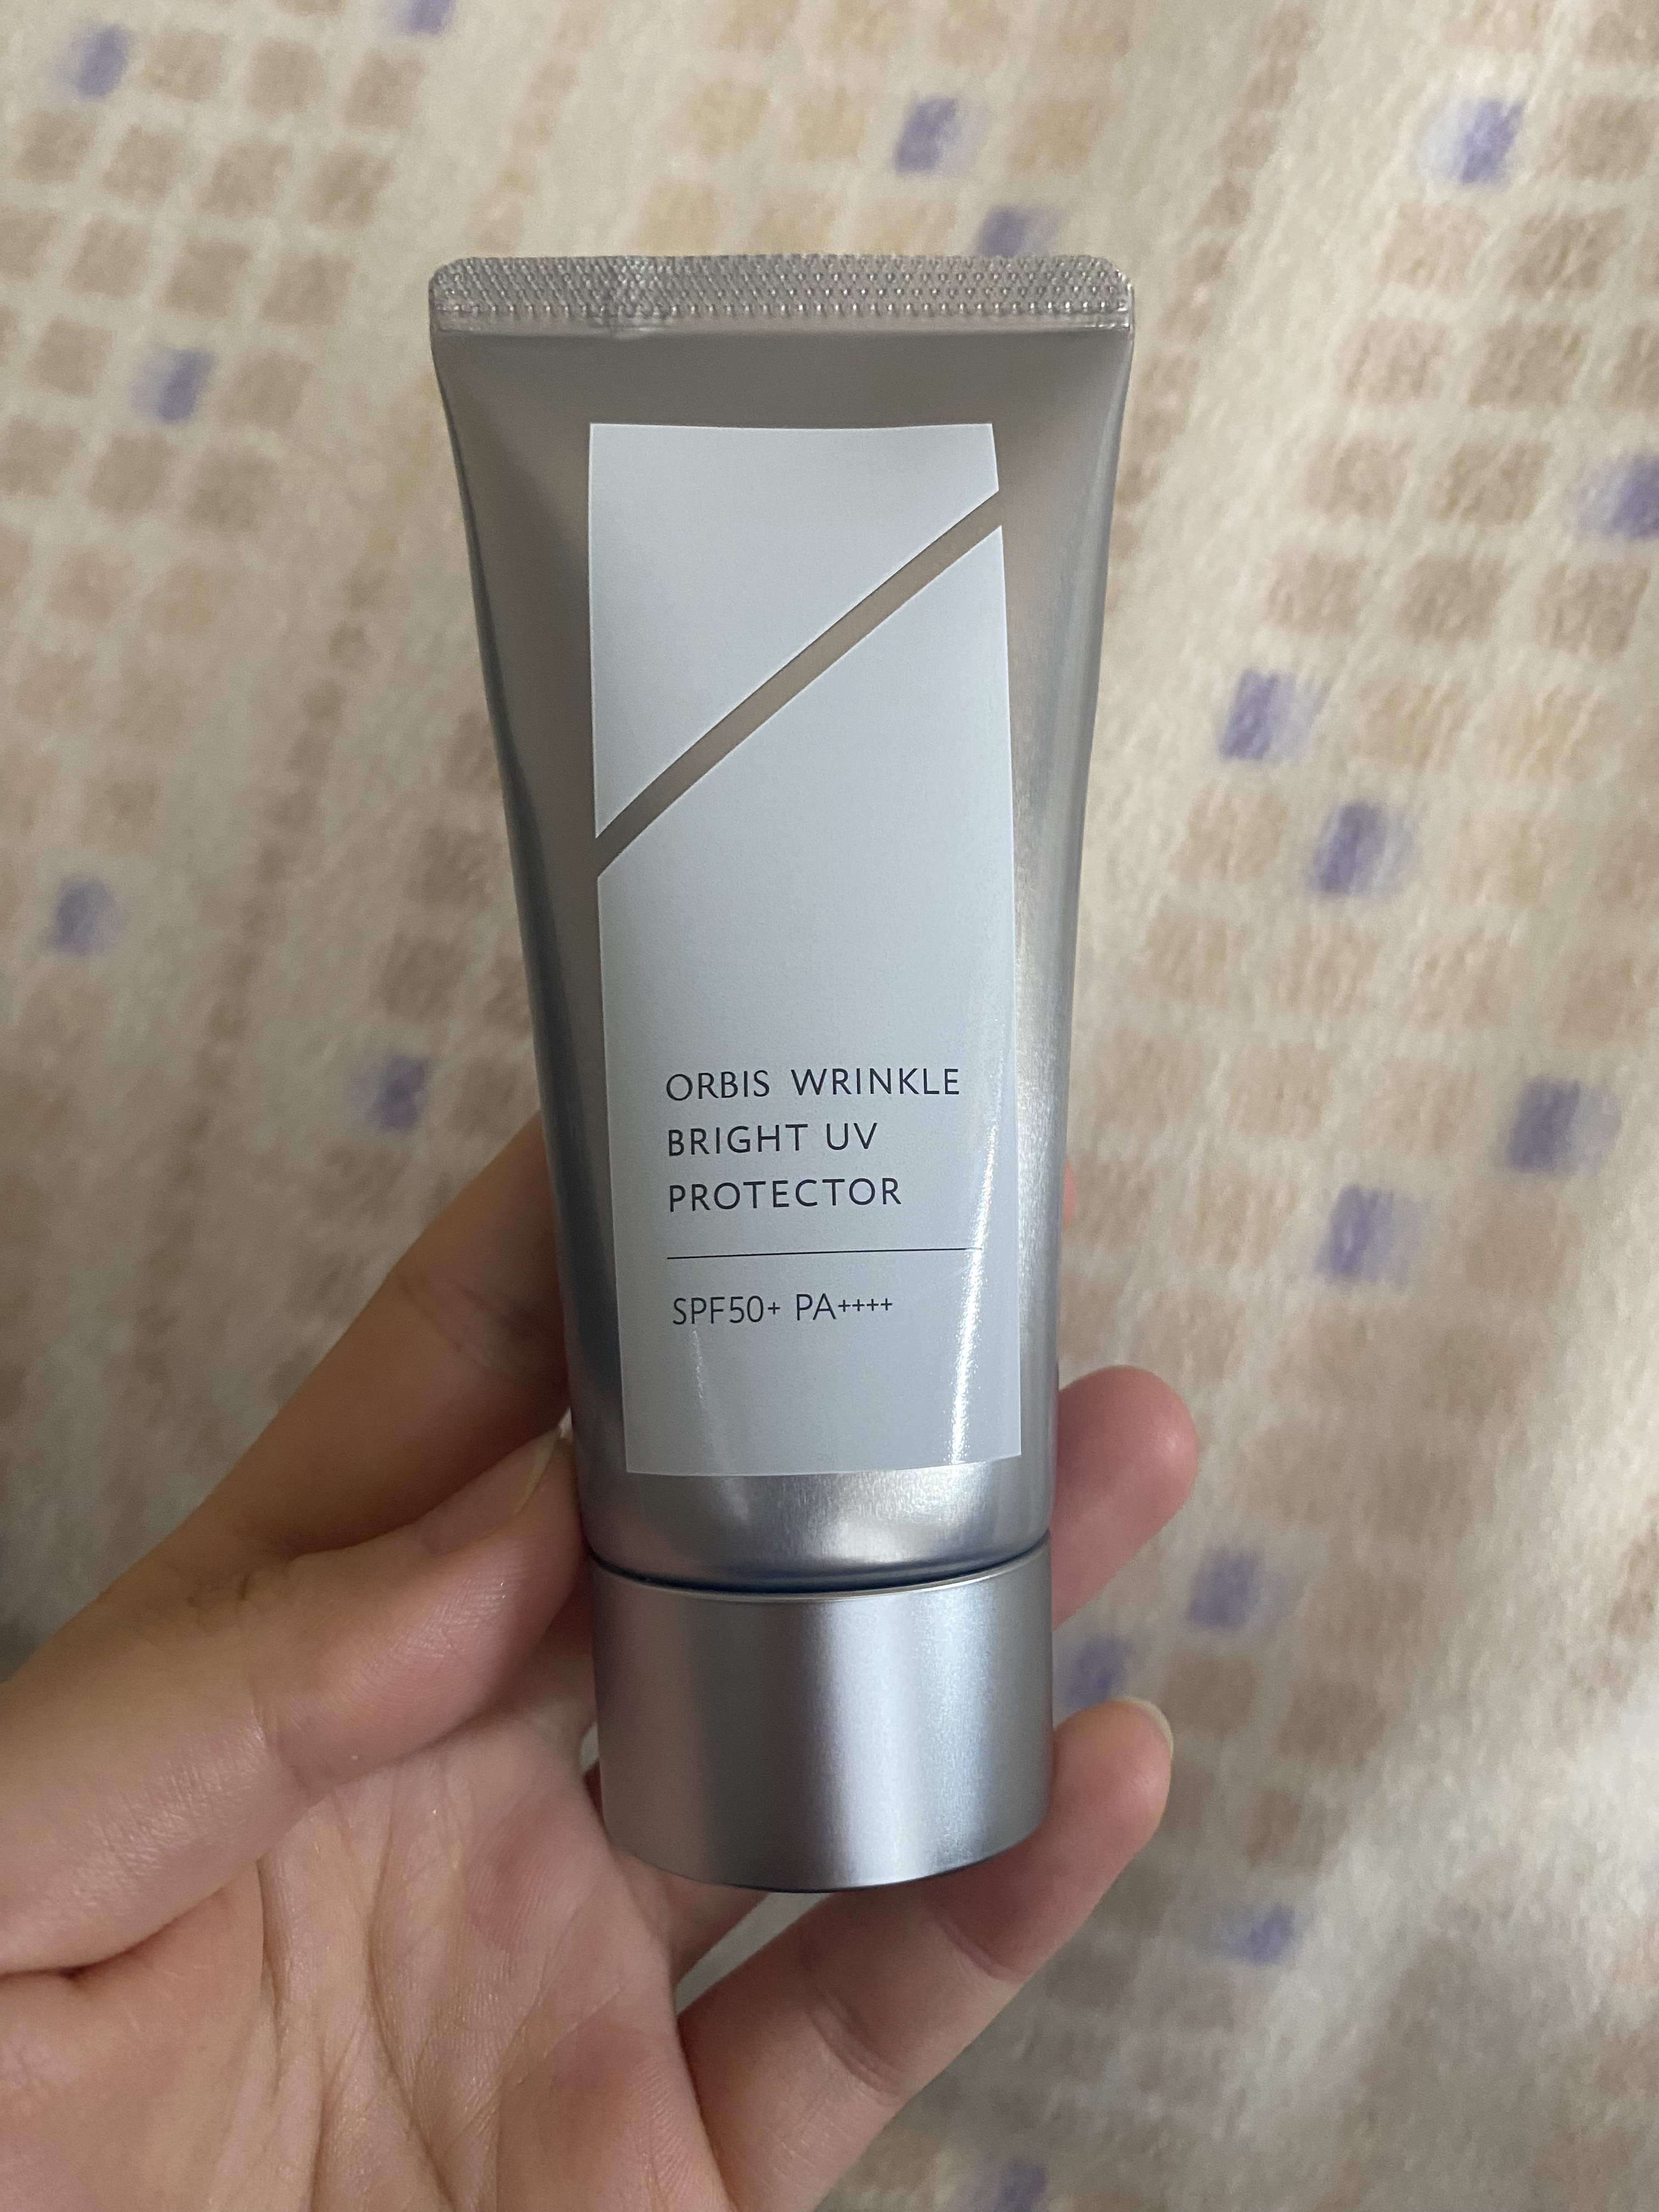 ORBIS WRINKLE
BRIGHT UV
PROTECTOR
SPF50+ PA++++